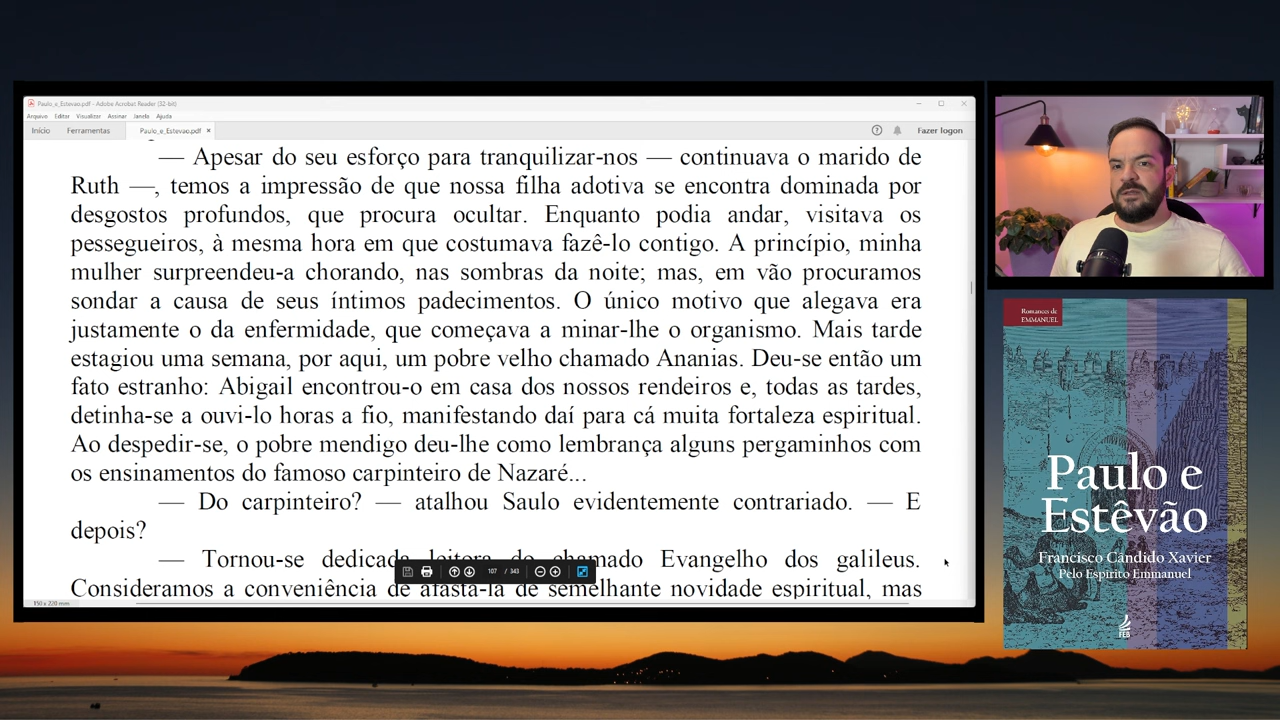 Paulo_e_Estevao.pdf - Adobe Acrobat Reader (32-bit)
Arquivo Editar Visualizar Assinar Janela Ajuda
Início Ferramentas Paulo_e_Estevao.pdf × Fazer logon
— Apesar do seu esforço para tranquilizar-nos — continuava o marido de
Ruth —, temos a impressão de que nossa filha adotiva se encontra dominada por
desgostos profundos, que procura ocultar. Enquanto podia andar, visitava os
pessegueiros, à mesma hora em que costumava fazê-lo contigo. A princípio, minha
mulher surpreendeu-a chorando, nas sombras da noite; mas, em vão procuramos
sondar a causa de seus íntimos padecimentos. O único motivo que alegava era
justamente o da enfermidade, que começava a minar-lhe o organismo. Mais tarde
estagiou uma semana, por aqui, um pobre velho chamado Ananias. Deu-se então um
fato estranho: Abigail encontrou-o em casa dos nossos rendeiros e, todas as tardes,
detinha-se a ouvi-lo horas a fio, manifestando daí para cá muita fortaleza espiritual.
Ao despedir-se, o pobre mendigo deu-lhe como lembrança alguns pergaminhos com
os ensinamentos do famoso carpinteiro de Nazaré...
— Do carpinteiro? — atalhou Saulo evidentemente contrariado. — E
depois?
— Tornou-se dedicada leitora do chamado Evangelho dos galileus.
Consideramos a conveniência de afastá-la de semelhante novidade espiritual, mas
107 / 343
150 x 220 mm
Romances de
EMMANUEL
Paulo e
Estêvão
Francisco Cândido Xavier
Pelo Espírito Emmanuel
FEB